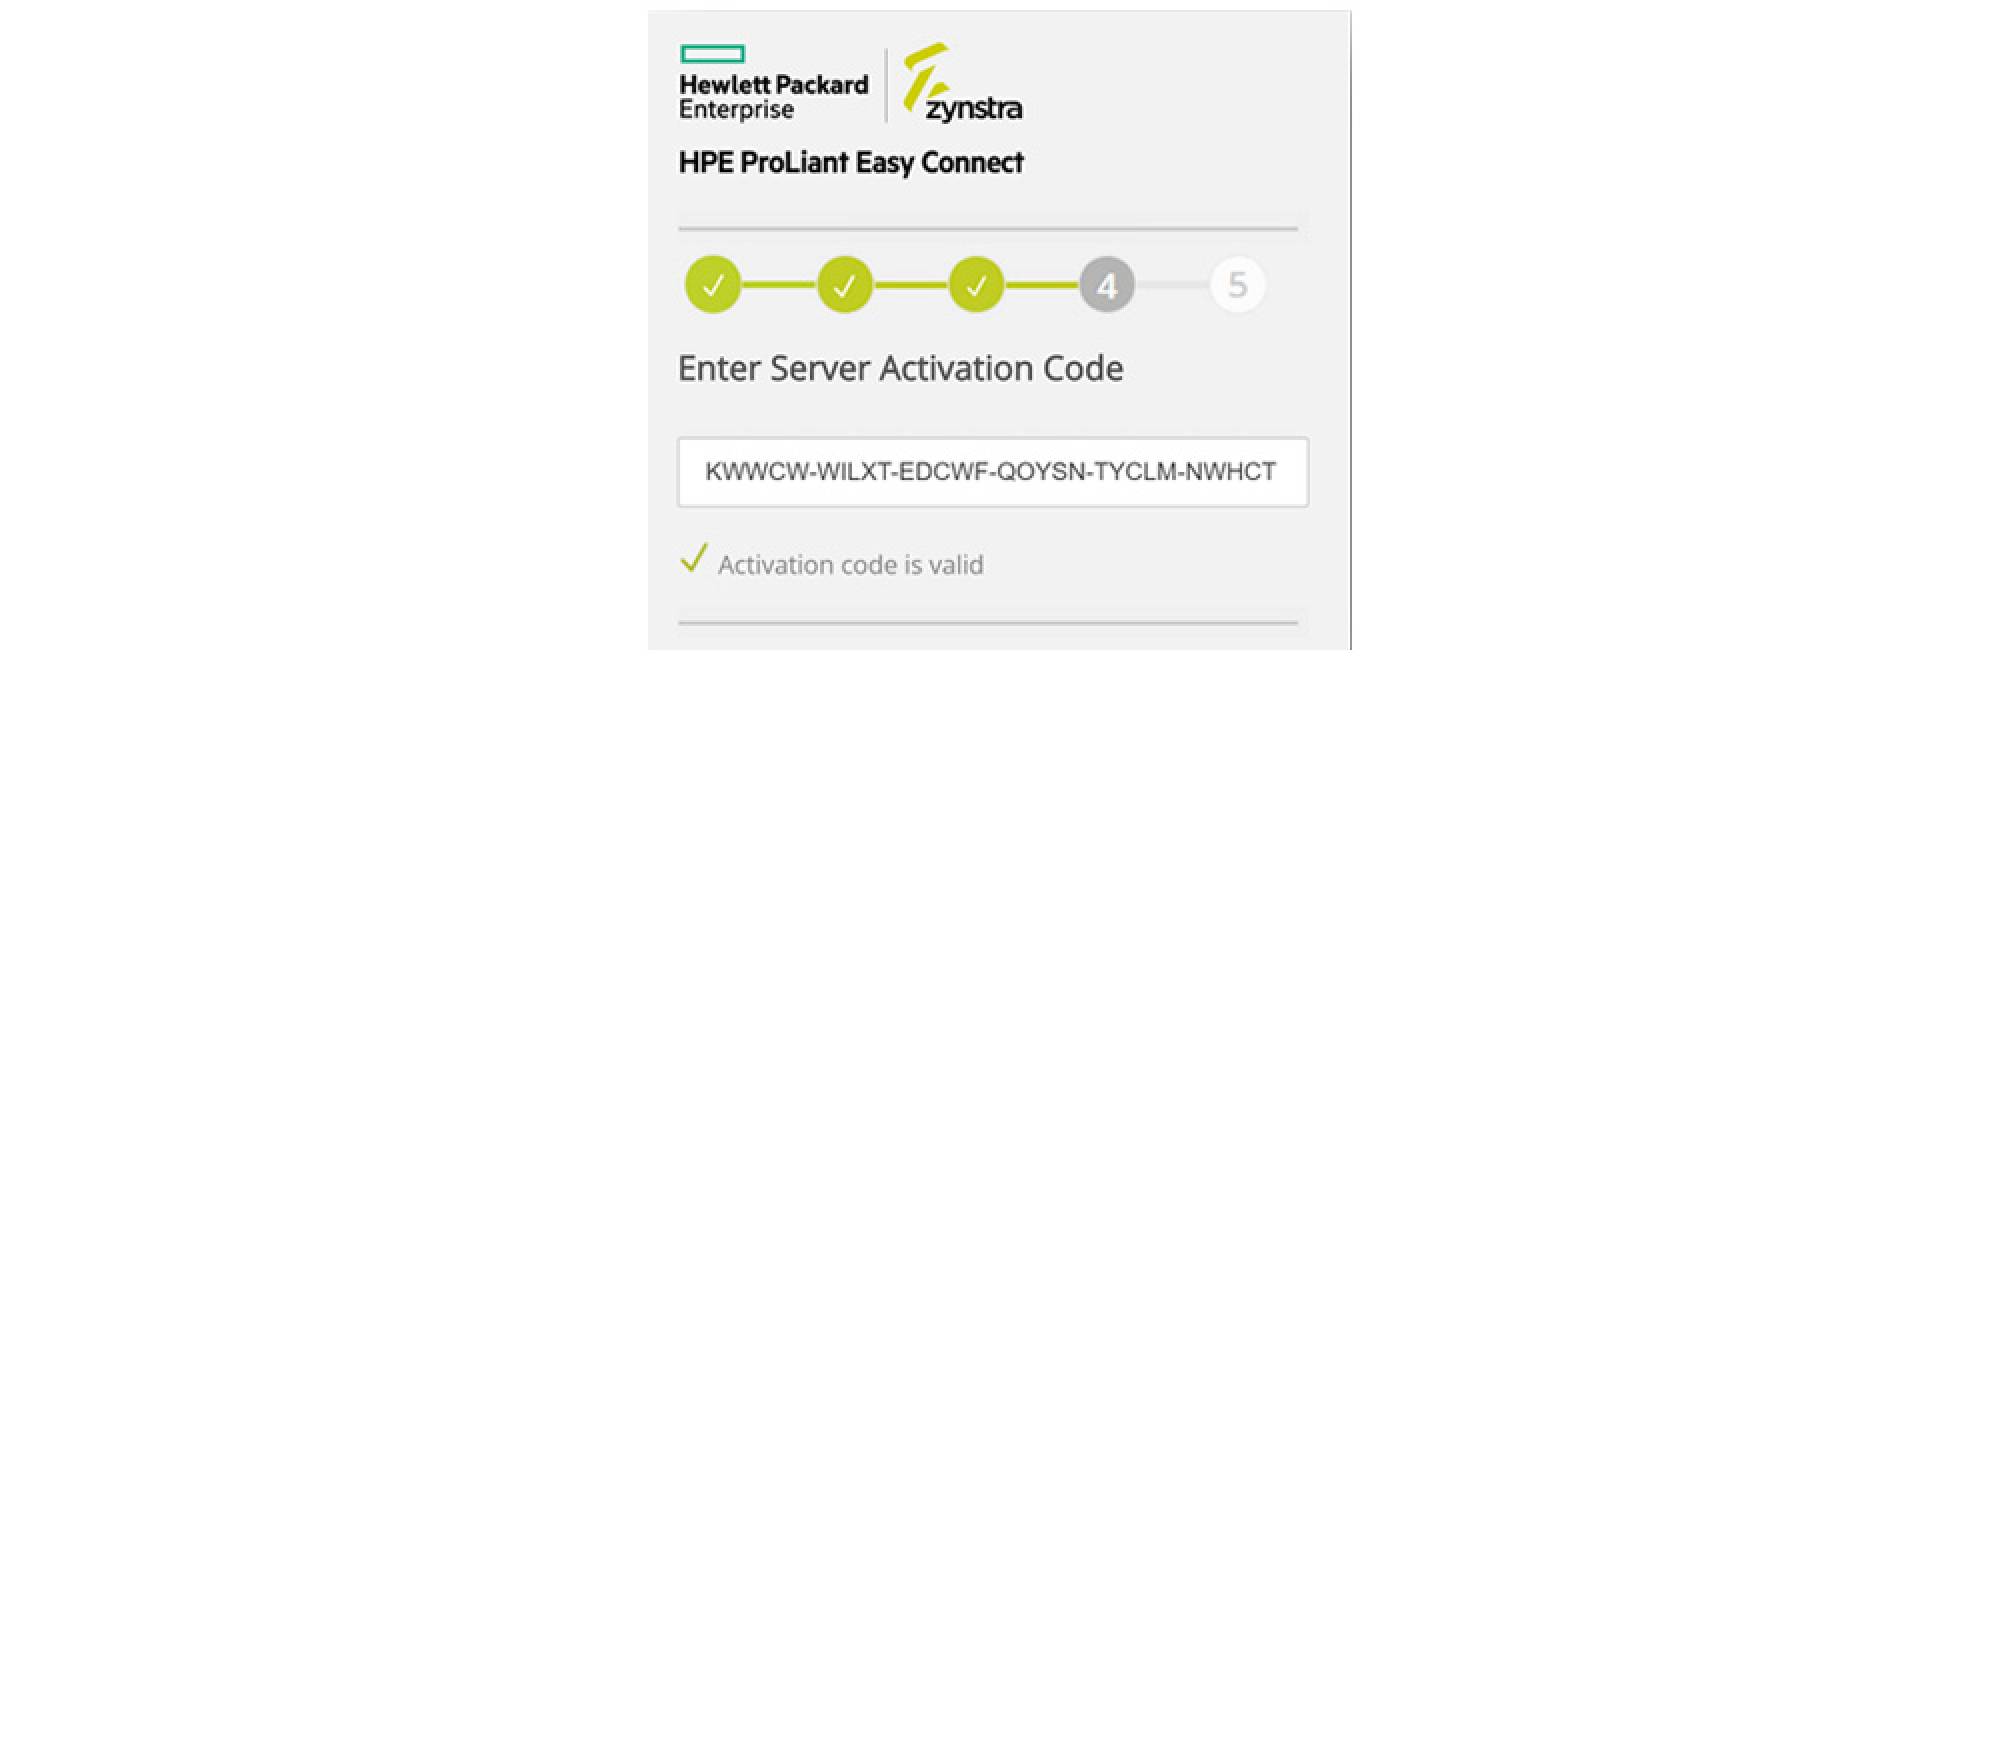 Hewlett Packard
Enterprise
zynstra
HPE ProLiant Easy Connect
4
5
Enter Server Activation Code
KWWCW-WILXT-EDCWF-QOYSN-TYCLM-NWHCT
Activation code is valid